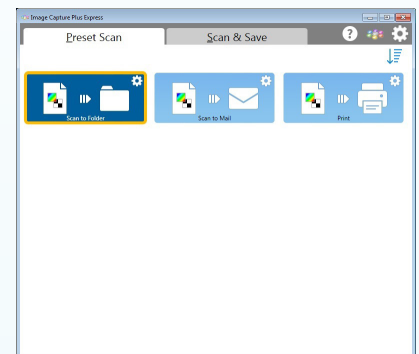 Image Capture Plus Express
Preset Scan
Scan & Save
?
Scan to Folder
Scan to Mail
Print